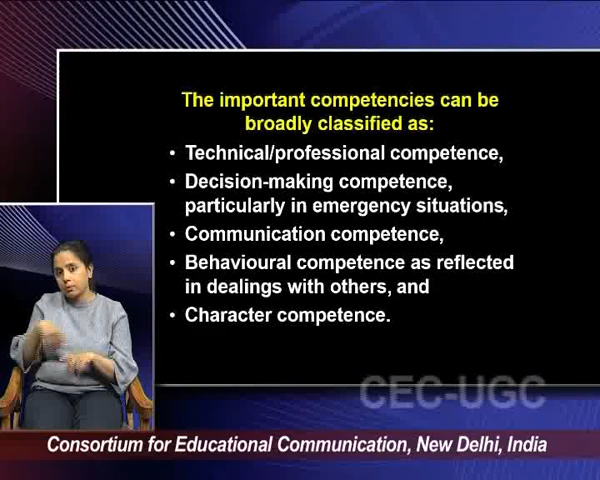 The important competencies can be
broadly classified as:
• Technical/professional competence,
• Decision-making competence,
particularly in emergency situations,
• Communication competence,
• Behavioural competence as reflected
in dealings with others, and
• Character competence.
CEC-UGC
Consortium for Educational Communication, New Delhi, India